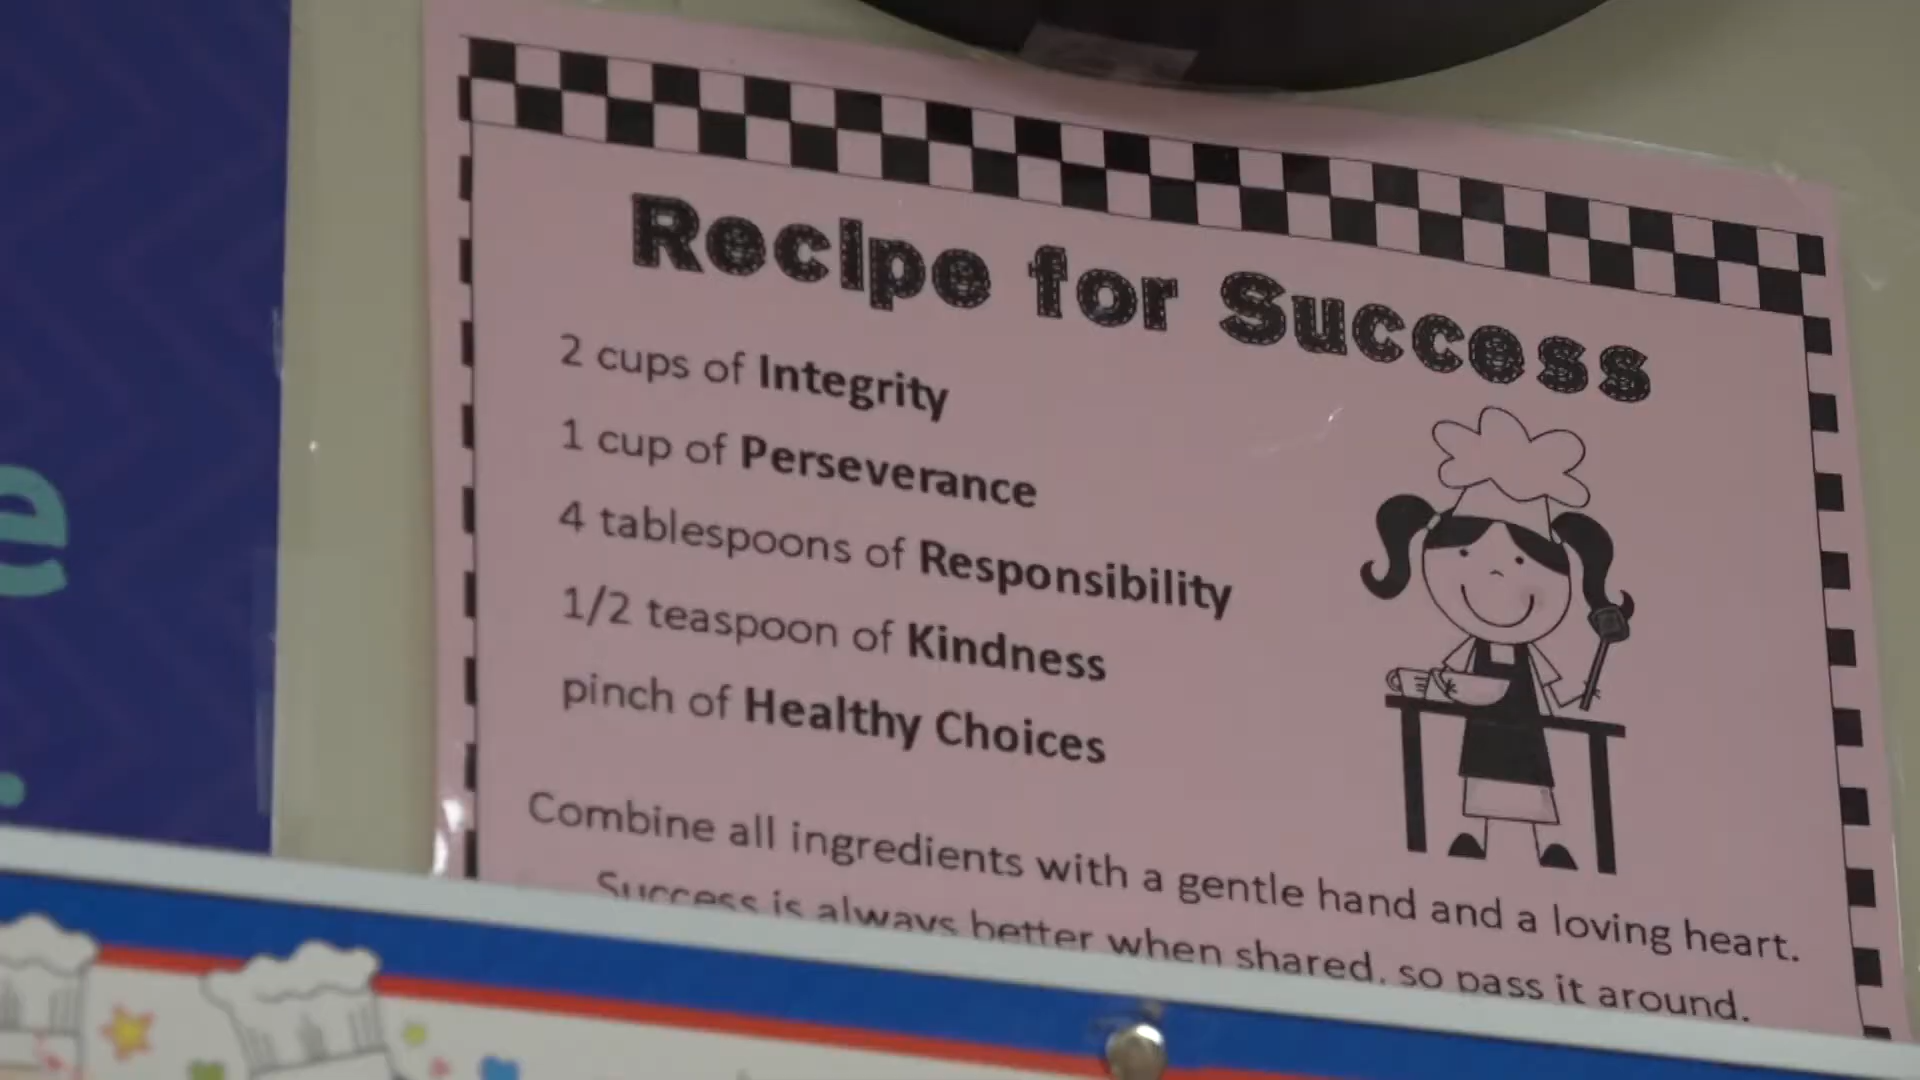 Recipe for Success
2 cups of Integrity
1 cup of Perseverance
4 tablespoons of Responsibility
1/2 teaspoon of Kindness
pinch of Healthy Choices
Combine all ingredients with a gentle hand and a loving heart.
Success is always better when shared, so pass it around.
e
.